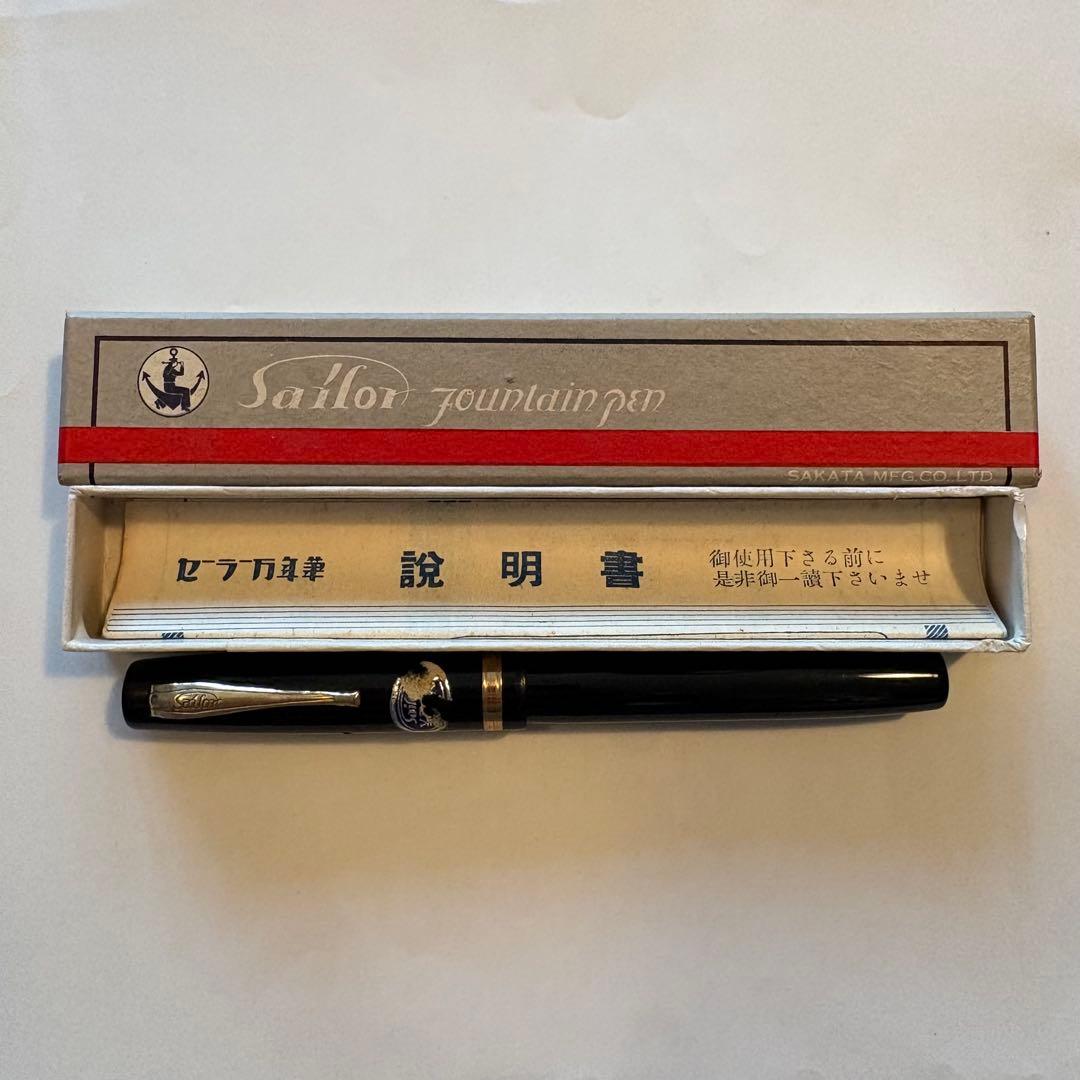 Sailor Fountain pen
SAKATA MFG.CO.,LTD
セーラー万年筆
說明書
御使用下さる前に
是非御一讀下さいませ
Sailor